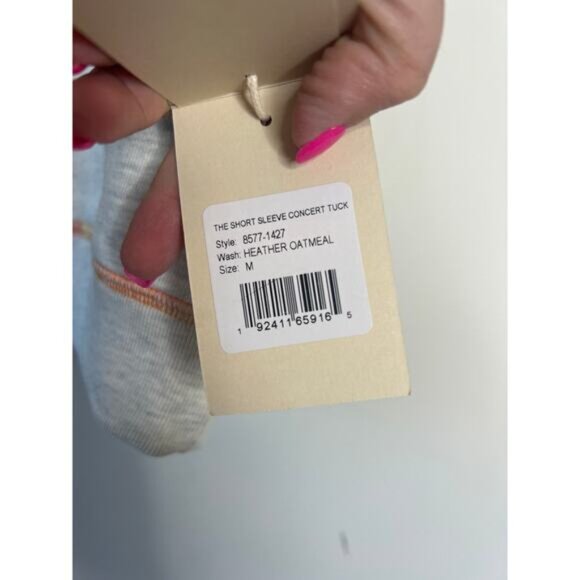 THE SHORT SLEEVE CONCERT TUCK
Style: 8577-1427
Wash: HEATHER OATMEAL
Size: M
1 92411 65916 5